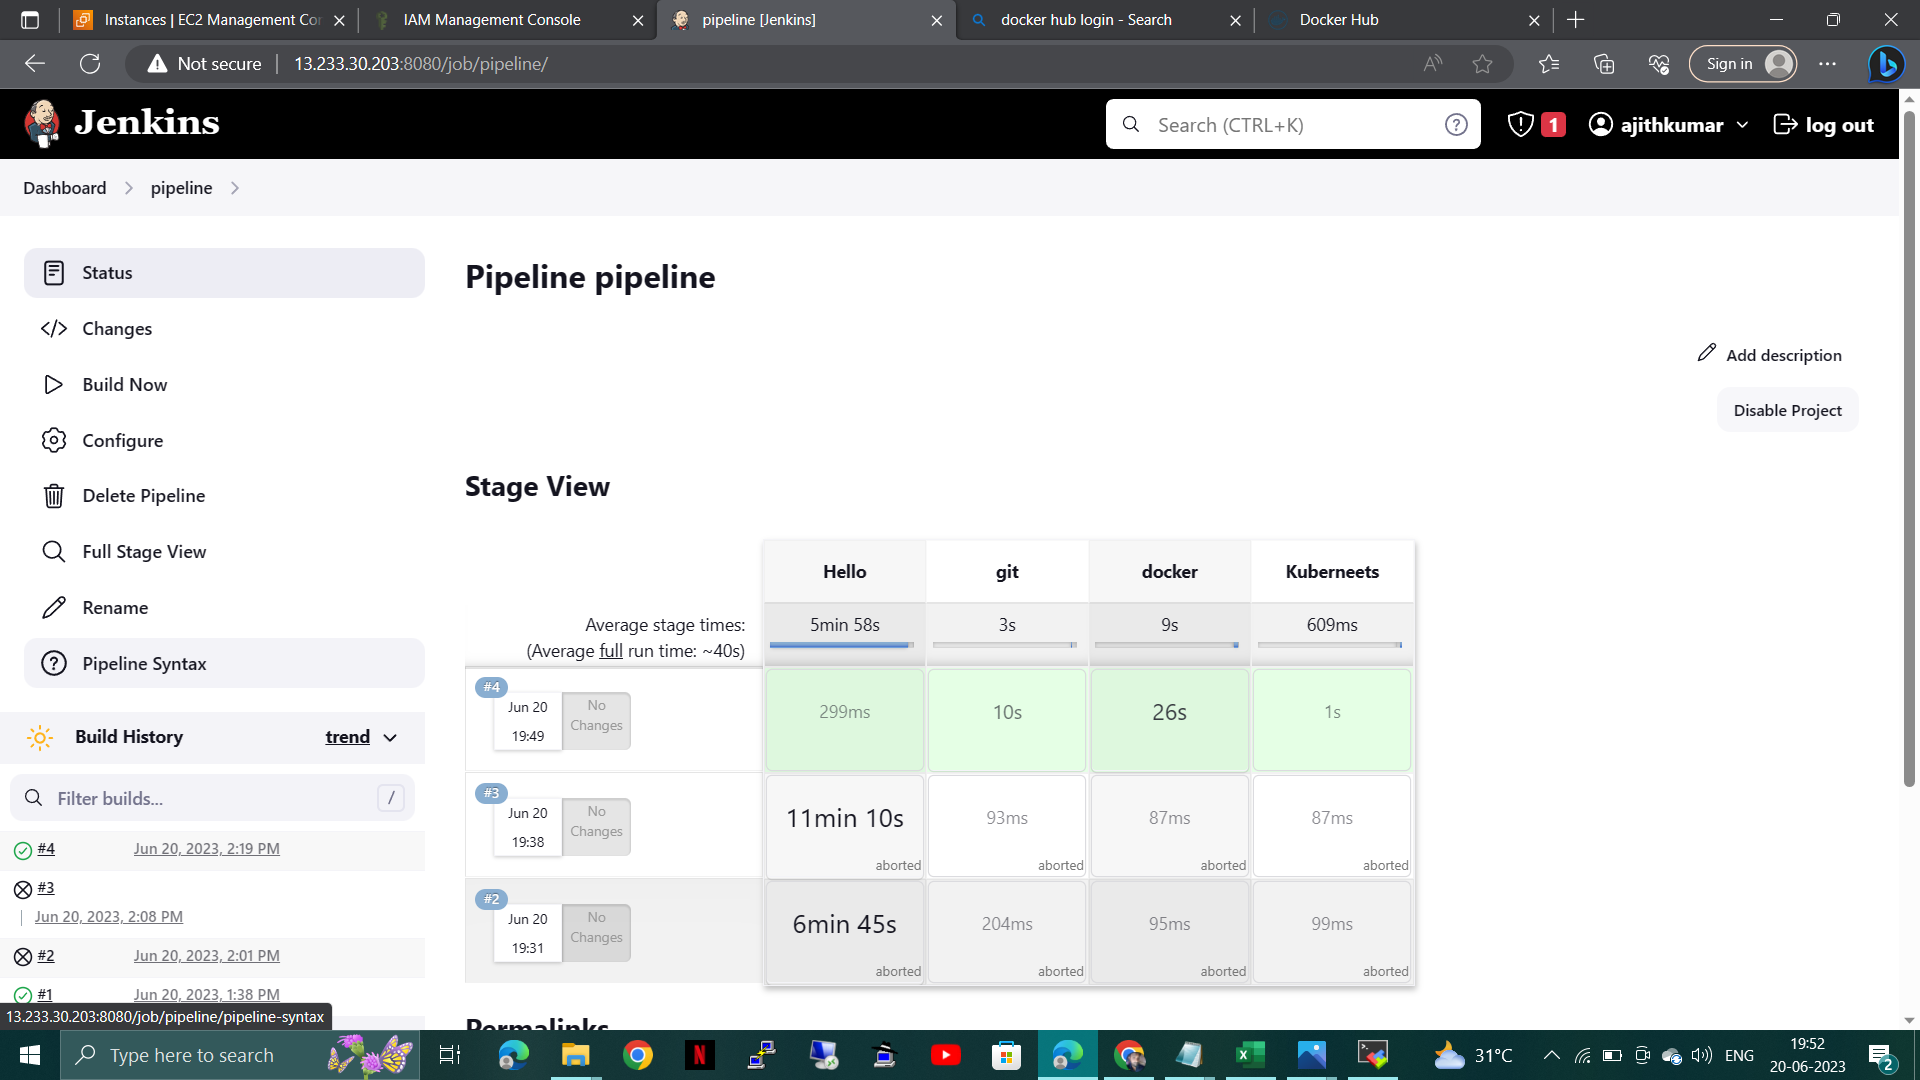 Instances | EC2 Management Con
IAM Management Console
pipeline [Jenkins]
docker hub login - Search
Docker Hub
Not secure
13.233.30.203:8080/job/pipeline/
Sign in
Jenkins
Search (CTRL+K)
1
ajithkumar
log out
Dashboard
pipeline
Status
Changes
Build Now
Configure
Delete Pipeline
Full Stage View
Rename
Pipeline Syntax
Build History
trend
Filter builds...
/
#4
Jun 20, 2023, 2:19 PM
#3
Jun 20, 2023, 2:08 PM
#2
Jun 20, 2023, 2:01 PM
#1
Jun 20, 2023, 1:38 PM
13.233.30.203:8080/job/pipeline/pipeline-syntax
Pipeline pipeline
Add description
Disable Project
Stage View
Hello
git
docker
Kuberneets
Average stage times:
(Average full run time: ~40s)
5min 58s
3s
9s
609ms
#4
Jun 20
19:49
No
Changes
299ms
10s
26s
1s
#3
Jun 20
19:38
No
Changes
11min 10s
aborted
93ms
aborted
87ms
aborted
87ms
aborted
#2
Jun 20
19:31
No
Changes
6min 45s
aborted
204ms
aborted
95ms
aborted
99ms
aborted
Permalinks
Type here to search
31°C
ENG
19:52
20-06-2023
2